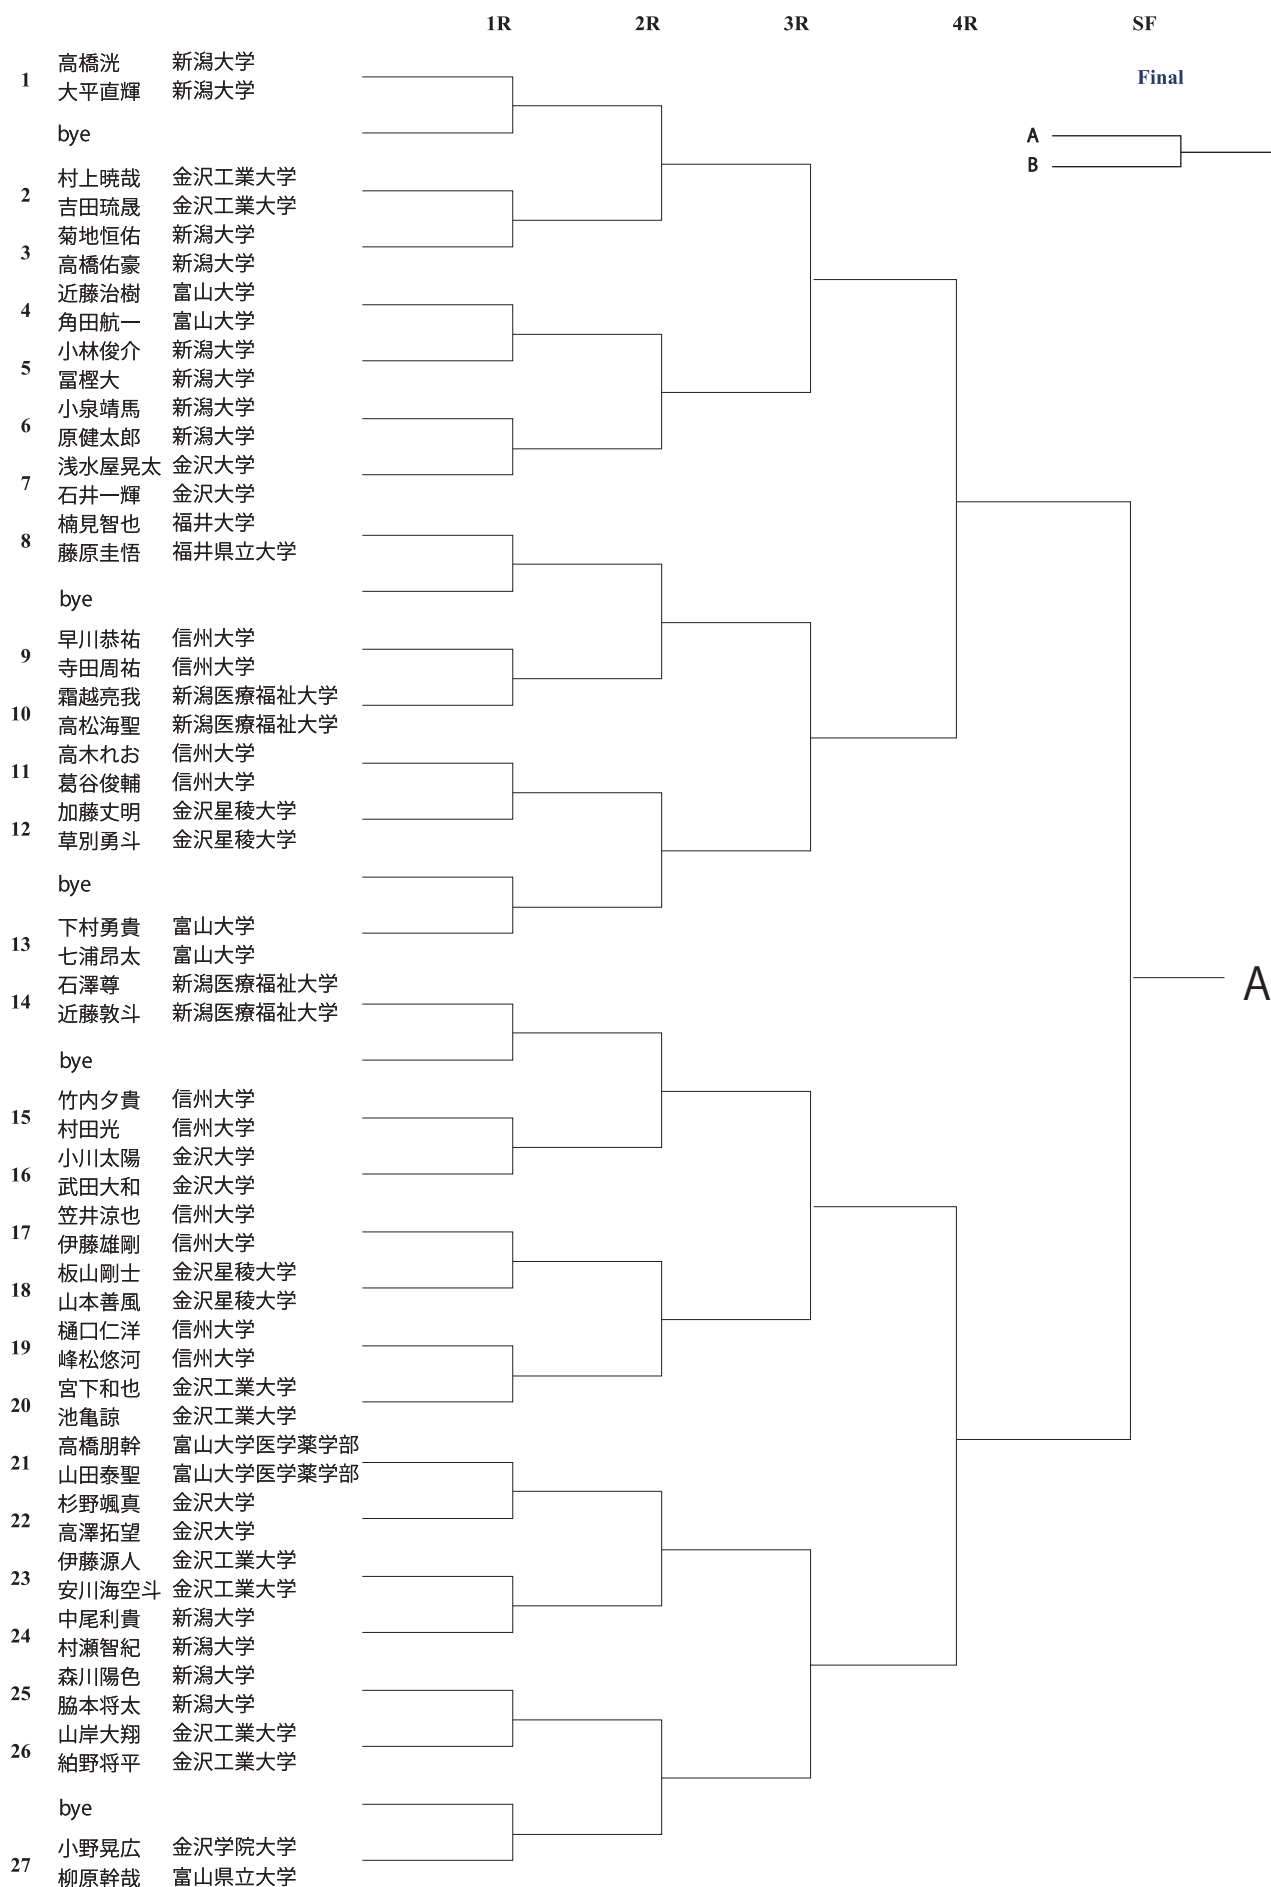 1R 2R 3R 4R SF
高橋洸 新潟大学
Final
1
大平直輝 新潟大学
bye
A
B
村上暁哉 金沢工業大学
2
吉田琉晟 金沢工業大学
菊地恒佑 新潟大学
3
高橋佑豪 新潟大学
近藤治樹 富山大学
4
角田航一 富山大学
小林俊介 新潟大学
5
冨樫大 新潟大学
小泉靖馬 新潟大学
6
原健太郎 新潟大学
浅水屋晃太 金沢大学
7
石井一輝 金沢大学
楠見智也 福井大学
8
藤原圭悟 福井県立大学
bye
早川恭祐 信州大学
9
寺田周祐 信州大学
霜越亮我 新潟医療福祉大学
10
高松海聖 新潟医療福祉大学
高木れお 信州大学
11
葛谷俊輔 信州大学
加藤丈明 金沢星稜大学
12
草別勇斗 金沢星稜大学
bye
下村勇貴 富山大学
13
七浦昂太 富山大学
石澤尊 新潟医療福祉大学
A
14
近藤敦斗 新潟医療福祉大学
bye
竹内夕貴 信州大学
15
村田光 信州大学
小川太陽 金沢大学
16
武田大和 金沢大学
笠井涼也 信州大学
17
伊藤雄剛 信州大学
板山剛士 金沢星稜大学
18
山本善風 金沢星稜大学
樋口仁洋 信州大学
19
峰松悠河 信州大学
宮下和也 金沢工業大学
20
池亀諒 金沢工業大学
高橋朋幹 富山大学医学薬学部
21
山田泰聖 富山大学医学薬学部
杉野颯真 金沢大学
22
高澤拓望 金沢大学
伊藤源人 金沢工業大学
23
安川海空斗 金沢工業大学
中尾利貴 新潟大学
24
村瀬智紀 新潟大学
森川陽色 新潟大学
25
脇本将太 新潟大学
山岸大翔 金沢工業大学
26
紿野将平 金沢工業大学
bye
小野晃広 金沢学院大学
27
柳原幹哉 富山県立大学